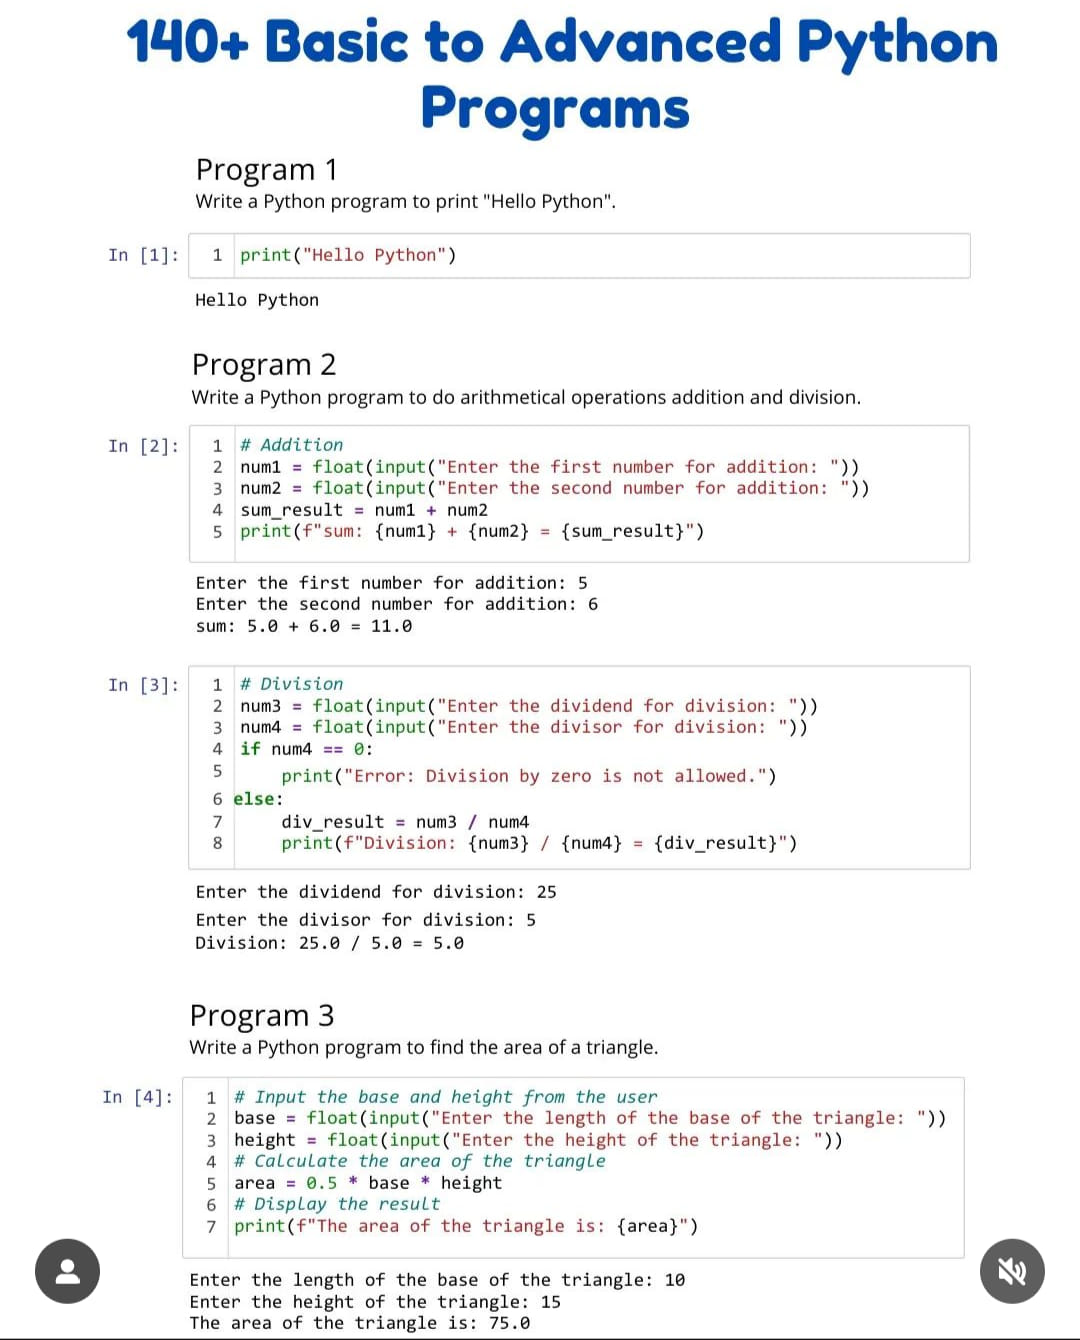 140+ Basic to Advanced Python
Programs
Program 1
Write a Python program to print "Hello Python".
In [1]:
1 print("Hello Python")
Hello Python
Program 2
Write a Python program to do arithmetical operations addition and division.
In [2]:
1 # Addition
2 num1 = float(input("Enter the first number for addition: "))
3 num2 = float(input("Enter the second number for addition: "))
4 sum_result = num1 + num2
5 print(f"sum: {num1} + {num2} = {sum_result}")
Enter the first number for addition: 5
Enter the second number for addition: 6
sum: 5.0 + 6.0 = 11.0
In [3]:
1 # Division
2 num3 = float(input("Enter the dividend for division: "))
3 num4 = float(input("Enter the divisor for division: "))
4 if num4 == 0:
5     print("Error: Division by zero is not allowed.")
6 else:
7     div_result = num3 / num4
8     print(f"Division: {num3} / {num4} = {div_result}")
Enter the dividend for division: 25
Enter the divisor for division: 5
Division: 25.0 / 5.0 = 5.0
Program 3
Write a Python program to find the area of a triangle.
In [4]:
1 # Input the base and height from the user
2 base = float(input("Enter the length of the base of the triangle: "))
3 height = float(input("Enter the height of the triangle: "))
4 # Calculate the area of the triangle
5 area = 0.5 * base * height
6 # Display the result
7 print(f"The area of the triangle is: {area}")
Enter the length of the base of the triangle: 10
Enter the height of the triangle: 15
The area of the triangle is: 75.0